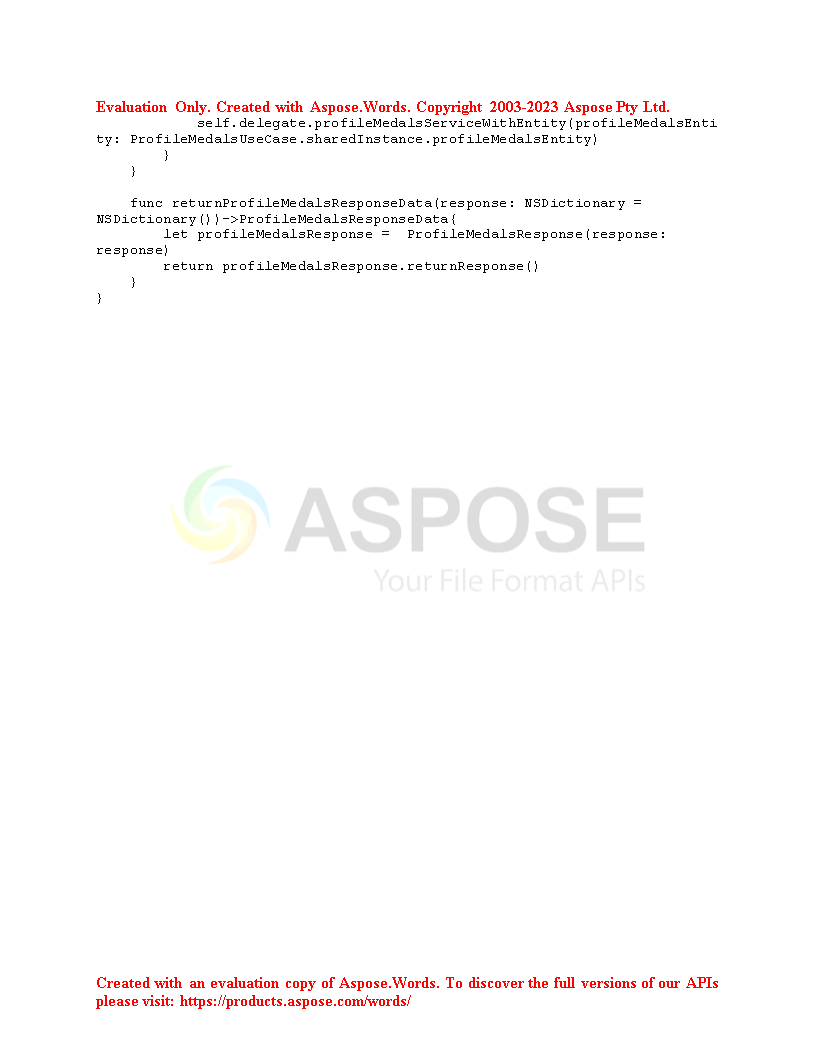 Evaluation Only. Created with Aspose.Words. Copyright 2003-2023 Aspose Pty Ltd.
            self.delegate.profileMedalsServiceWithEntity(profileMedalsEnti
ty: ProfileMedalsUseCase.sharedInstance.profileMedalsEntity)
        }
    }

    func returnProfileMedalsResponseData(response: NSDictionary =
NSDictionary())->ProfileMedalsResponseData{
        let profileMedalsResponse =  ProfileMedalsResponse(response:
response)
        return profileMedalsResponse.returnResponse()
    }
}
ASPOSE
Your File Format APIs
Created with an evaluation copy of Aspose.Words. To discover the full versions of our APIs
please visit: https://products.aspose.com/words/